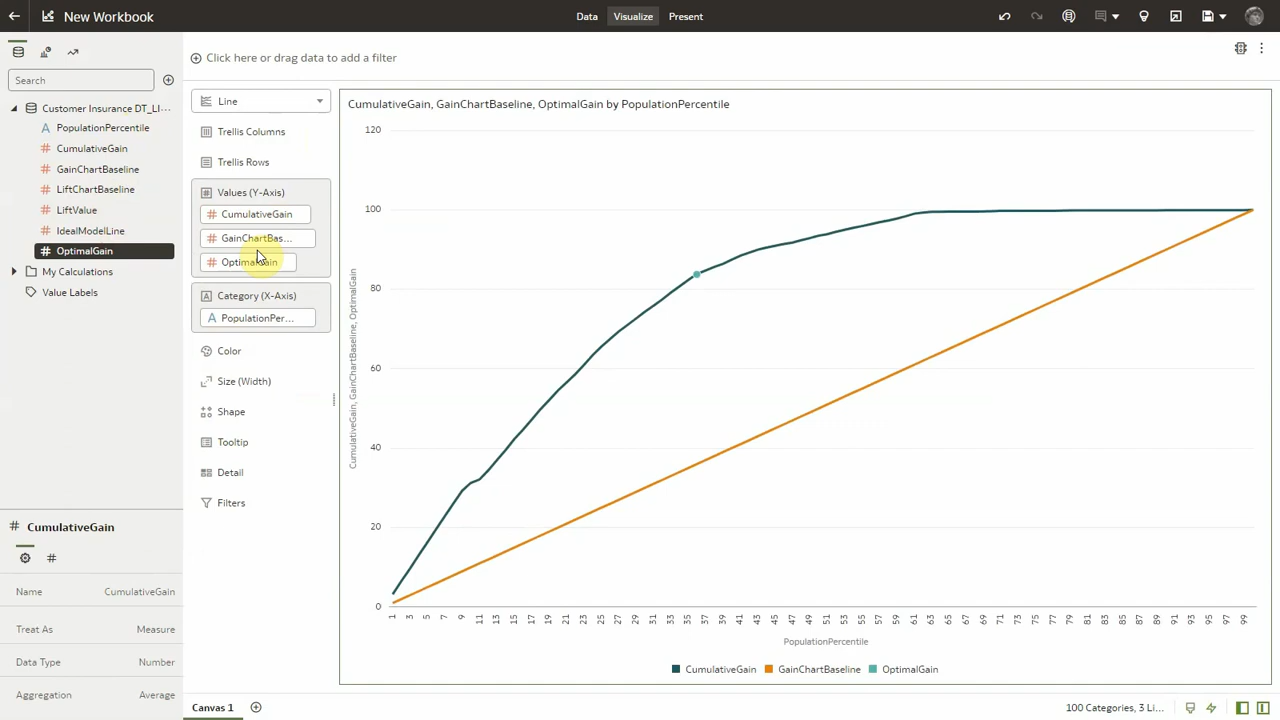 New Workbook
Data
Visualize
Present
Search
Click here or drag data to add a filter
Customer Insurance DT_LI...
PopulationPercentile
CumulativeGain
GainChartBaseline
LiftChartBaseline
LiftValue
IdealModelLine
OptimalGain
My Calculations
Value Labels
CumulativeGain
Name CumulativeGain
Treat As Measure
Data Type Number
Aggregation Average
Line
Trellis Columns
Trellis Rows
Values (Y-Axis)
CumulativeGain
GainChartBas...
OptimalGain
Category (X-Axis)
PopulationPer...
Color
Size (Width)
Shape
Tooltip
Detail
Filters
CumulativeGain, GainChartBaseline, OptimalGain by PopulationPercentile
CumulativeGain, GainChartBaseline, OptimalGain
120
100
80
60
40
20
0
1 3 5 7 9 11 13 15 17 19 21 23 25 27 29 31 33 35 37 39 41 43 45 47 49 51 53 55 57 59 61 63 65 67 69 71 73 75 77 79 81 83 85 87 89 91 93 95 97 99
PopulationPercentile
CumulativeGain GainChartBaseline OptimalGain
Canvas 1
100 Categories, 3 Li...